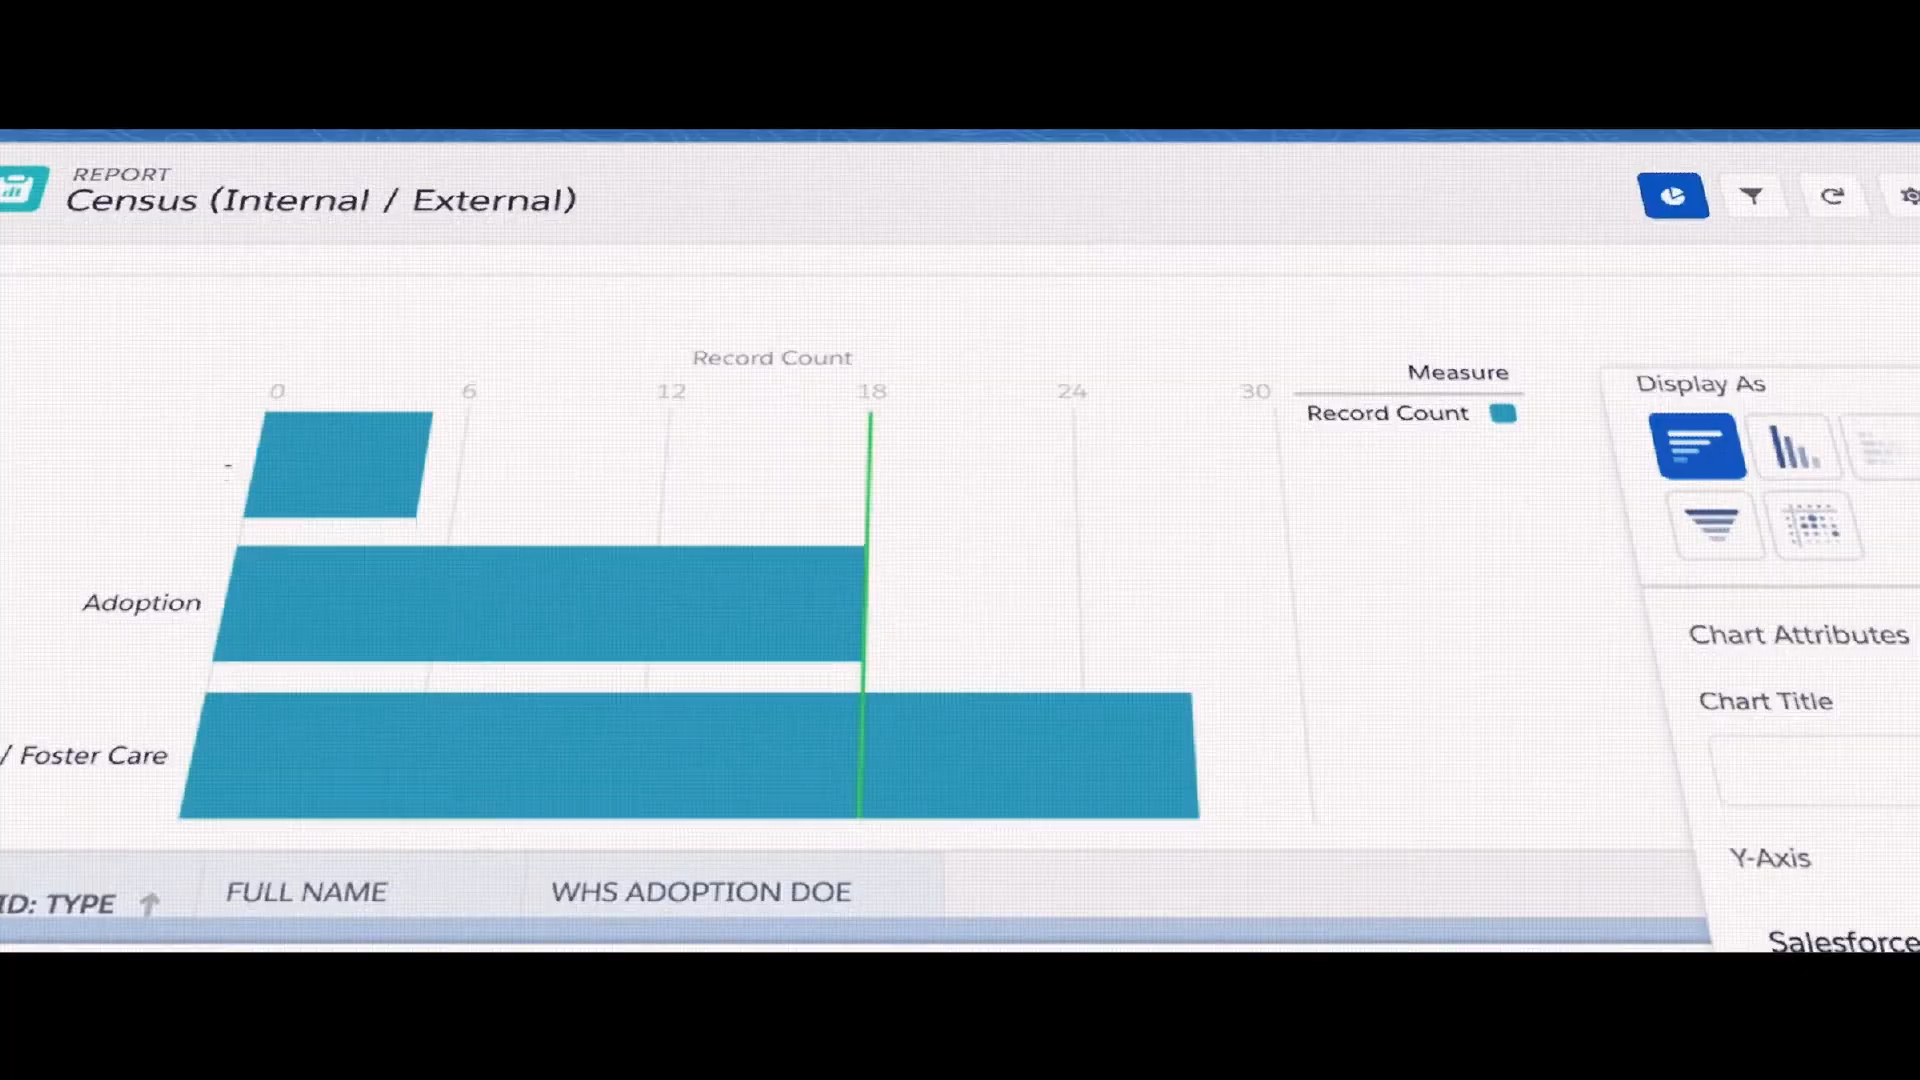 REPORT
Census (Internal / External)
Record Count
0 6 12 18 24 30
Measure
Record Count
Display As
-
Adoption
/ Foster Care
Chart Attributes
Chart Title
Y-Axis
Salesforce
ID: TYPE
FULL NAME
WHS ADOPTION DOE